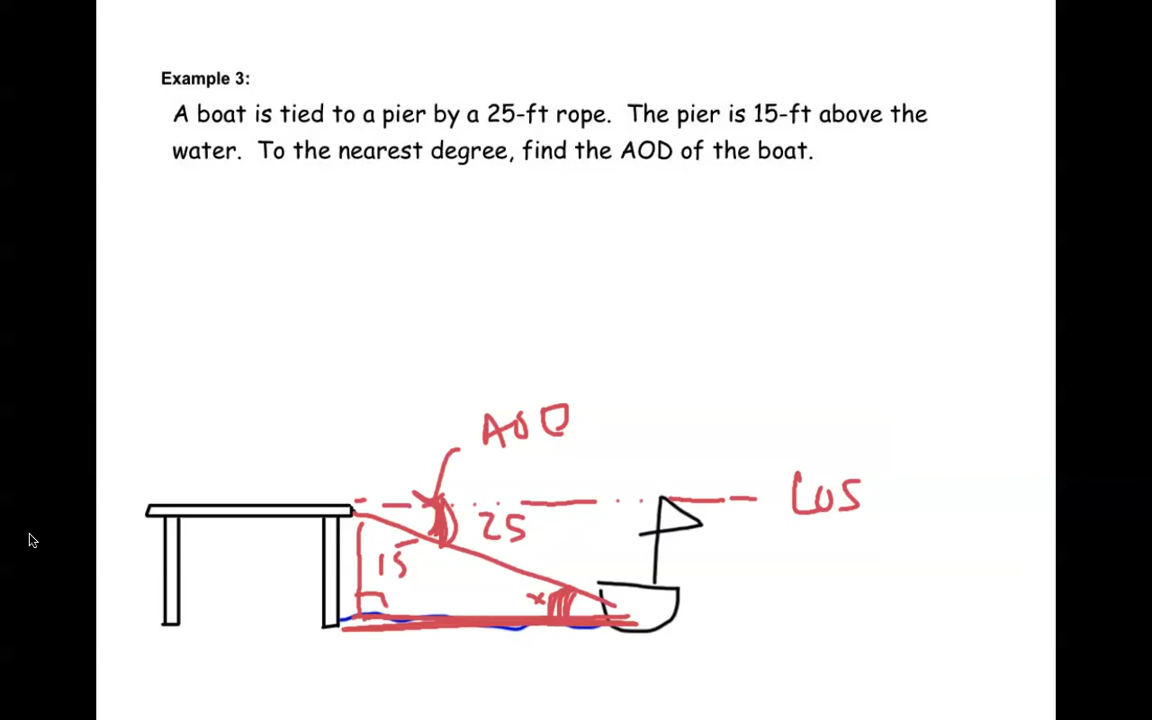 Example 3:
A boat is tied to a pier by a 25-ft rope. The pier is 15-ft above the
water. To the nearest degree, find the AOD of the boat.
AOD
LOS
25
15
x